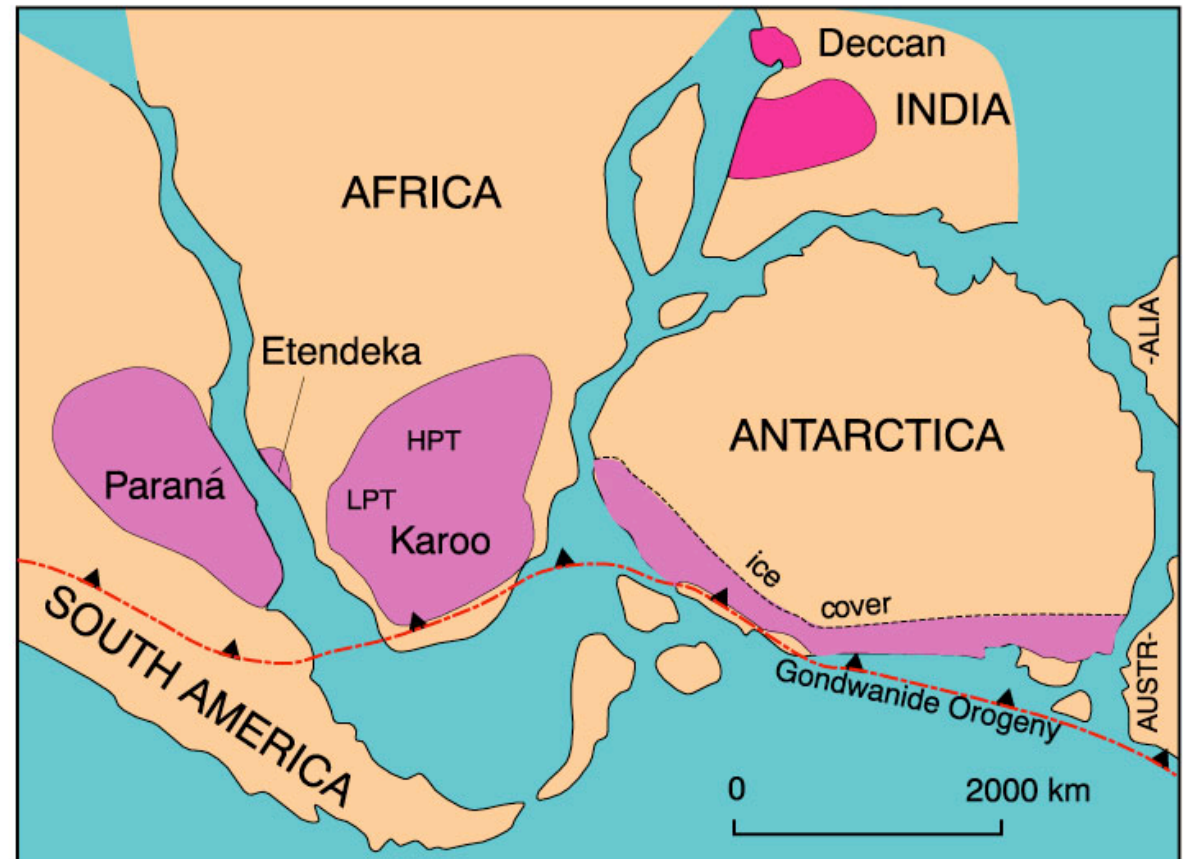 Deccan
INDIA
AFRICA
-ALIA
Etendeka
HPT
ANTARCTICA
Paraná
LPT
Karoo
ice
cover
SOUTH AMERICA
Gondwanide Orogeny
AUSTR-
0 2000 km